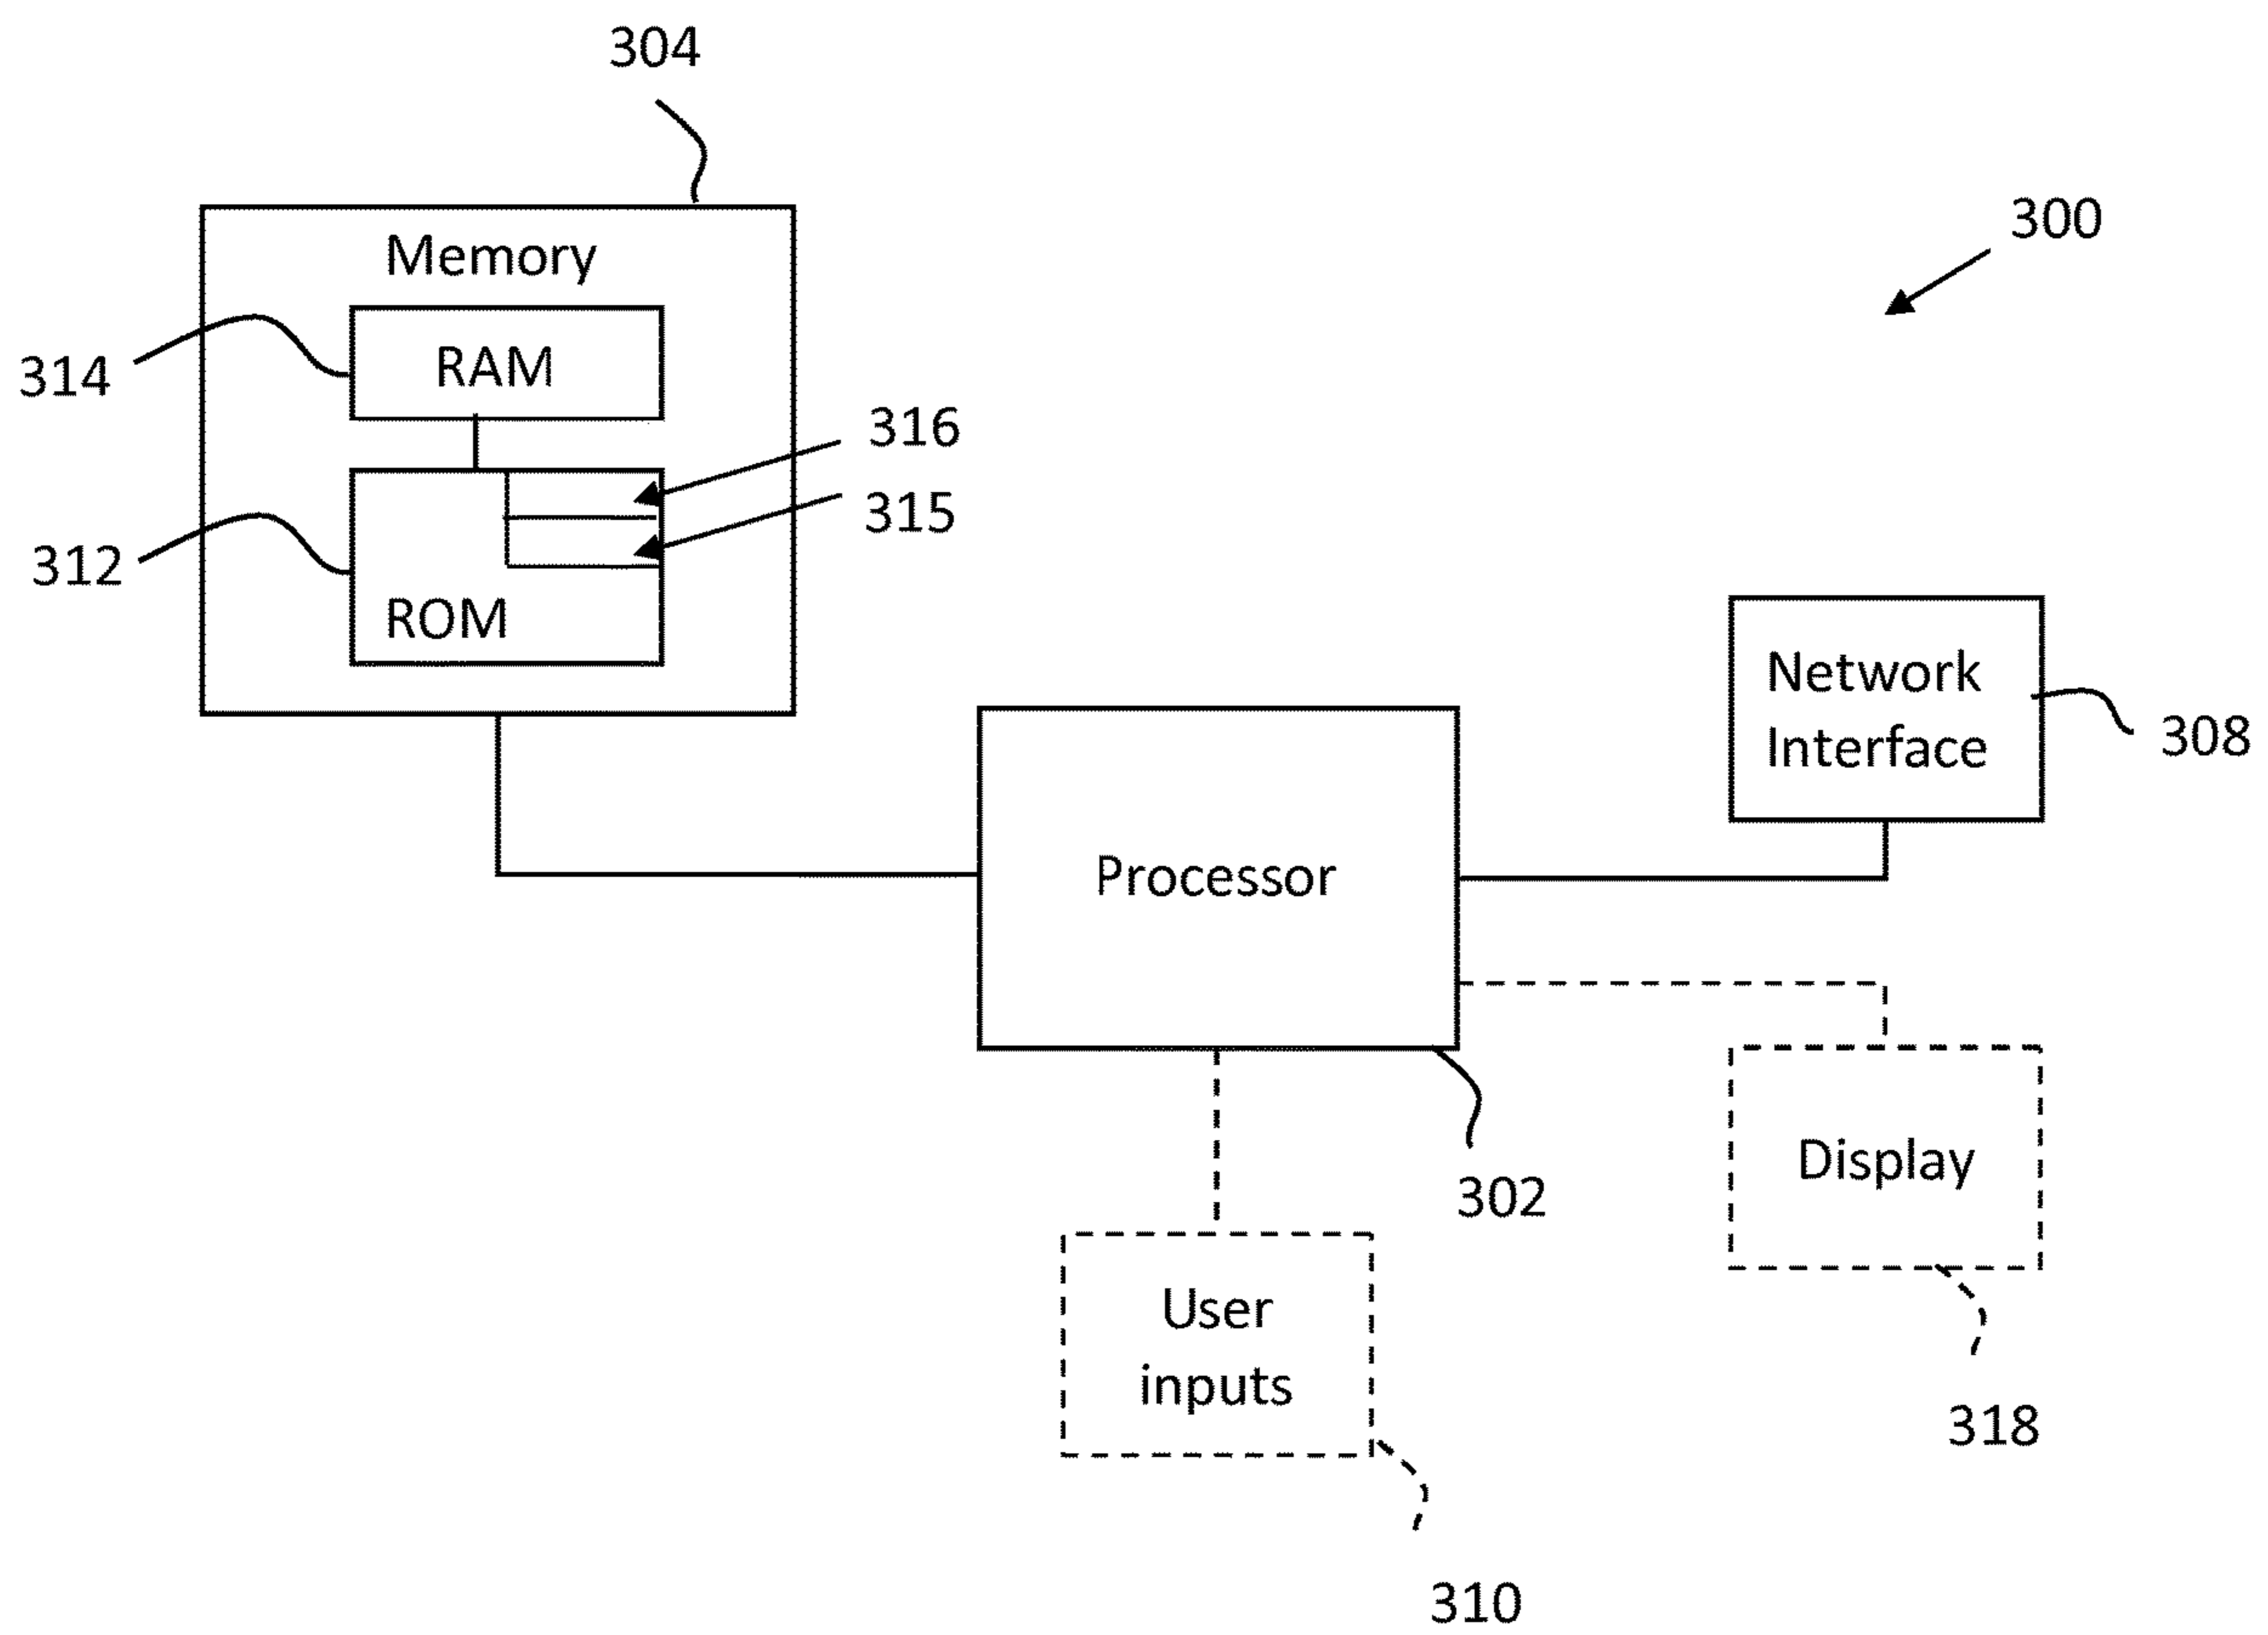 304
300
Memory
314
RAM
316
315
312
ROM
Network
Interface
308
Processor
302
Display
User
inputs
318
310